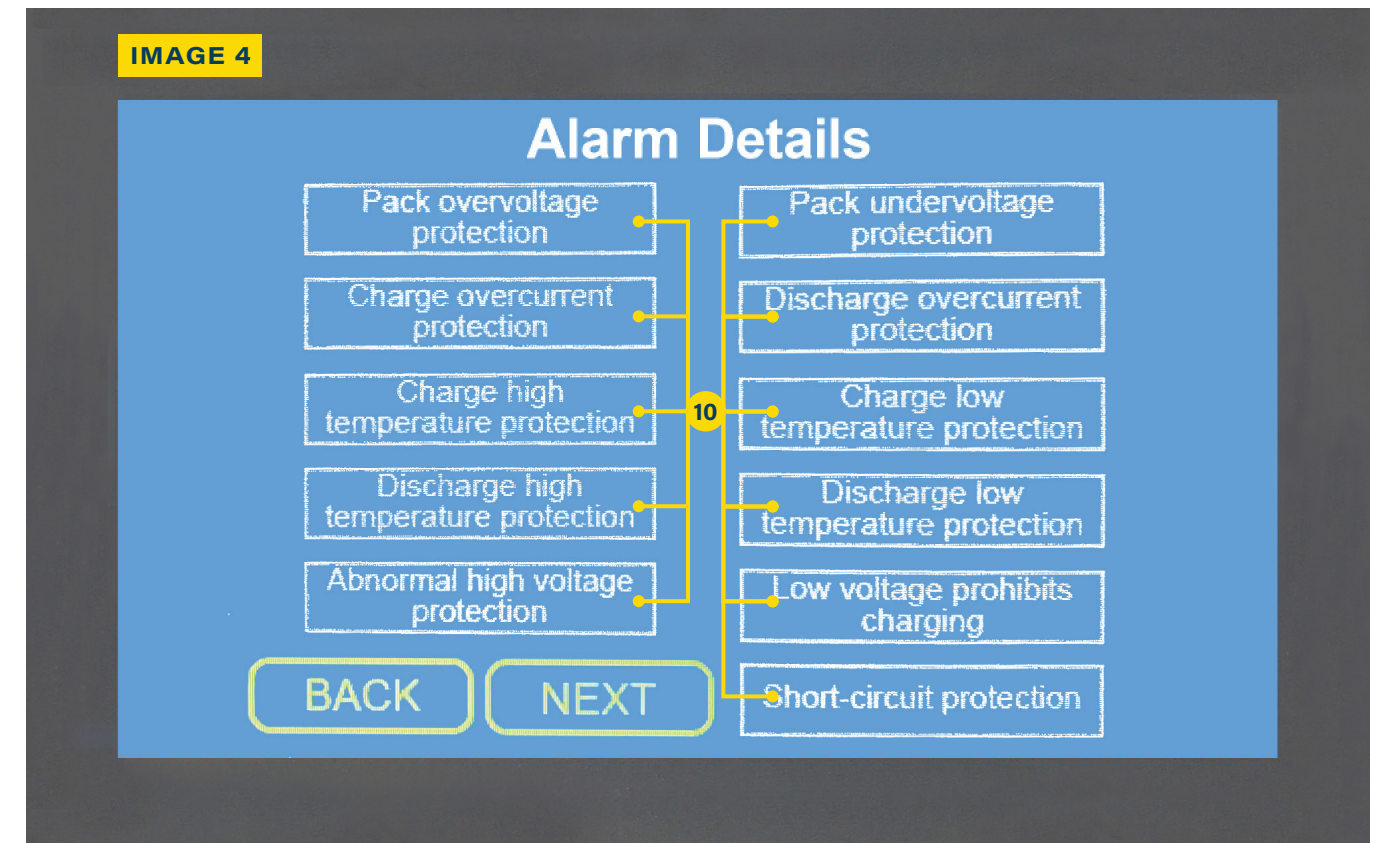 IMAGE 4
Alarm Details
Pack overvoltage
protection
Pack undervoltage
protection
Charge overcurrent
protection
Discharge overcurrent
protection
Charge high
temperature protection
10
Charge low
temperature protection
Discharge high
temperature protection
Discharge low
temperature protection
Abnormal high voltage
protection
Low voltage prohibits
charging
BACK
NEXT
Short-circuit protection